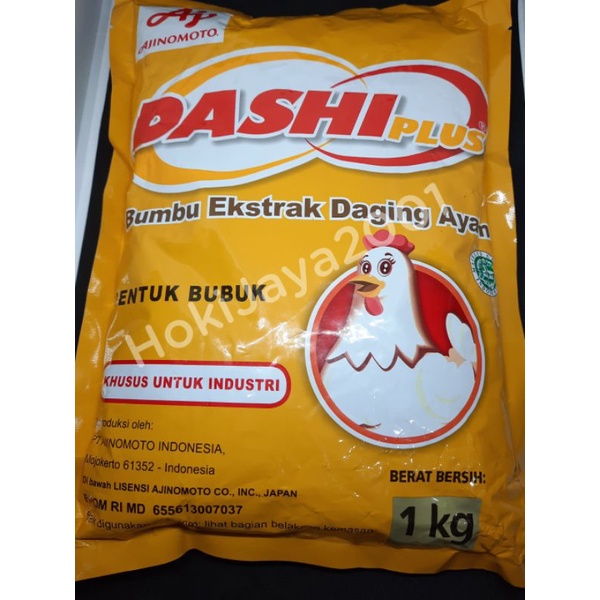 AJINOMOTO.
DASHI PLUS ®
Bumbu Ekstrak Daging Ayam
BENTUK BUBUK
KHUSUS UNTUK INDUSTRI
Diproduksi oleh:
PT AJINOMOTO INDONESIA,
Mojokerto 61352 - Indonesia
Di bawah LISENSI AJINOMOTO CO., INC., JAPAN
BPOM RI MD 655613007037
digunakan lihat bagian belakang kemasan
BERAT BERSIH:
1 kg
HokiJaya2001